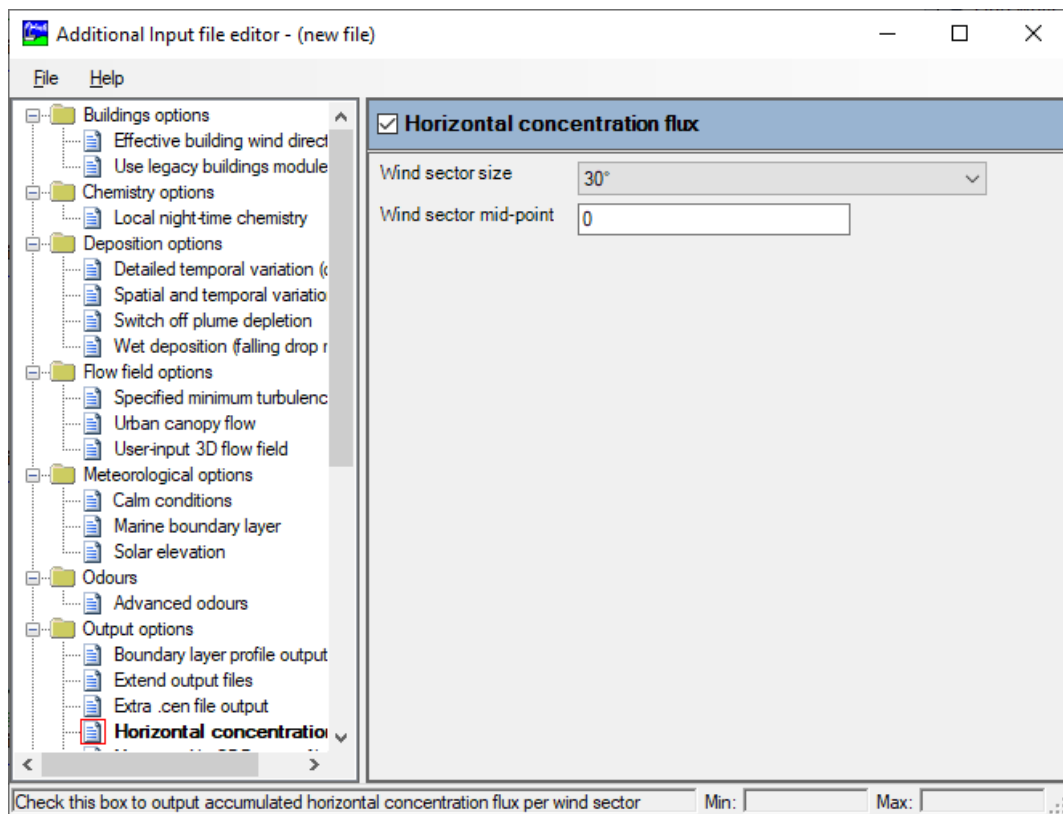 Additional Input file editor - (new file)
File Help
Buildings options
Effective building wind direct
Use legacy buildings module
Chemistry options
Local night-time chemistry
Deposition options
Detailed temporal variation (
Spatial and temporal variatio
Switch off plume depletion
Wet deposition (falling drop r
Flow field options
Specified minimum turbulenc
Urban canopy flow
User-input 3D flow field
Meteorological options
Calm conditions
Marine boundary layer
Solar elevation
Odours
Advanced odours
Output options
Boundary layer profile output
Extend output files
Extra .cen file output
Horizontal concentration
Horizontal concentration flux
Wind sector size 30°
Wind sector mid-point 0
Check this box to output accumulated horizontal concentration flux per wind sector Min: Max: